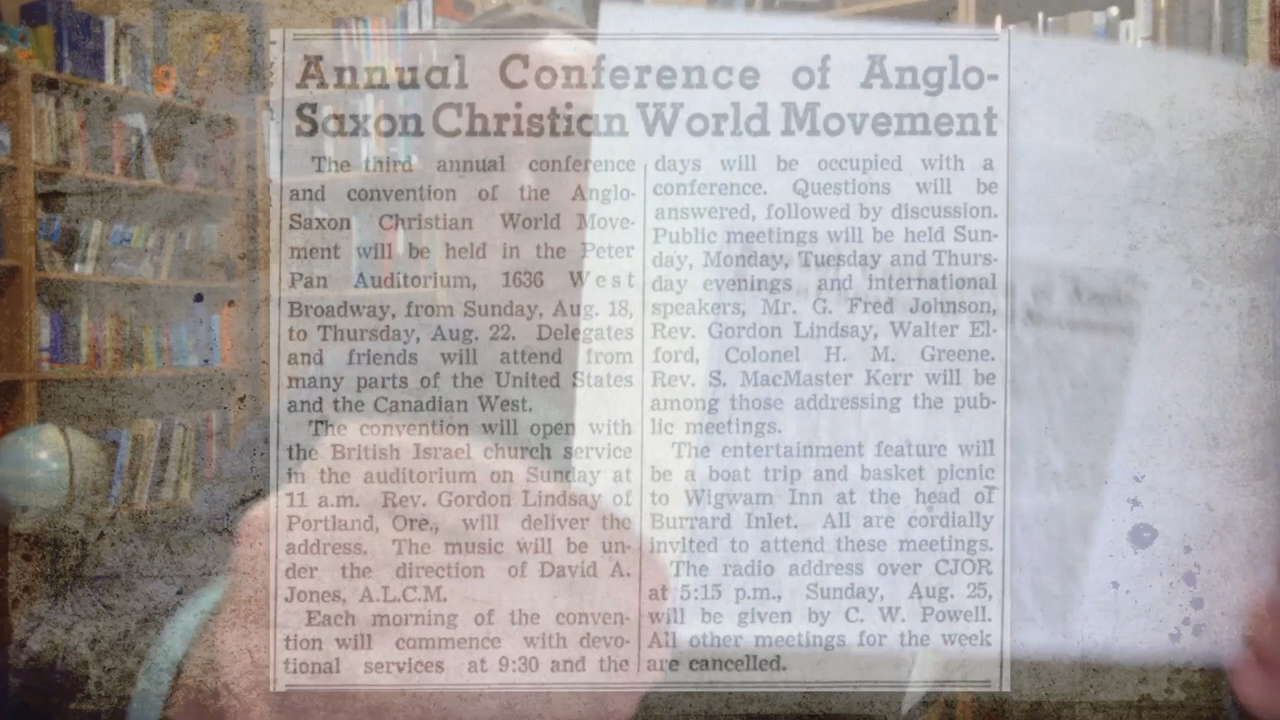 Annual Conference of Anglo-
Saxon Christian World Movement
The third annual conference
and convention of the Anglo-
Saxon Christian World Move-
ment will be held in the Peter
Pan Auditorium, 1636 West
Broadway, from Sunday, Aug. 18,
to Thursday, Aug. 22. Delegates
and friends will attend from
many parts of the United States
and the Canadian West.
The convention will open with
the British Israel church service
in the auditorium on Sunday at
11 a.m. Rev. Gordon Lindsay of
Portland, Ore., will deliver the
address. The music will be un-
der the direction of David A.
Jones, A.L.C.M.
Each morning of the conven-
tion will commence with devo-
tional services at 9:30 and the
days will be occupied with a
conference. Questions will be
answered, followed by discussion.
Public meetings will be held Sun-
day, Monday, Tuesday and Thurs-
day evenings and international
speakers, Mr. G. Fred Johnson,
Rev. Gordon Lindsay, Walter El-
ford, Colonel H. M. Greene.
Rev. S. MacMaster Kerr will be
among those addressing the pub-
lic meetings.
The entertainment feature will
be a boat trip and basket picnic
to Wigwam Inn at the head of
Burrard Inlet. All are cordially
invited to attend these meetings.
The radio address over CJOR
at 5:15 p.m., Sunday, Aug. 25,
will be given by C. W. Powell.
All other meetings for the week
are cancelled.